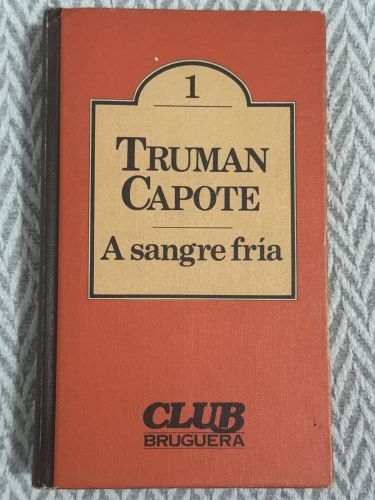 1
TRUMAN
CAPOTE
A sangre fría
CLUB
BRUGUERA